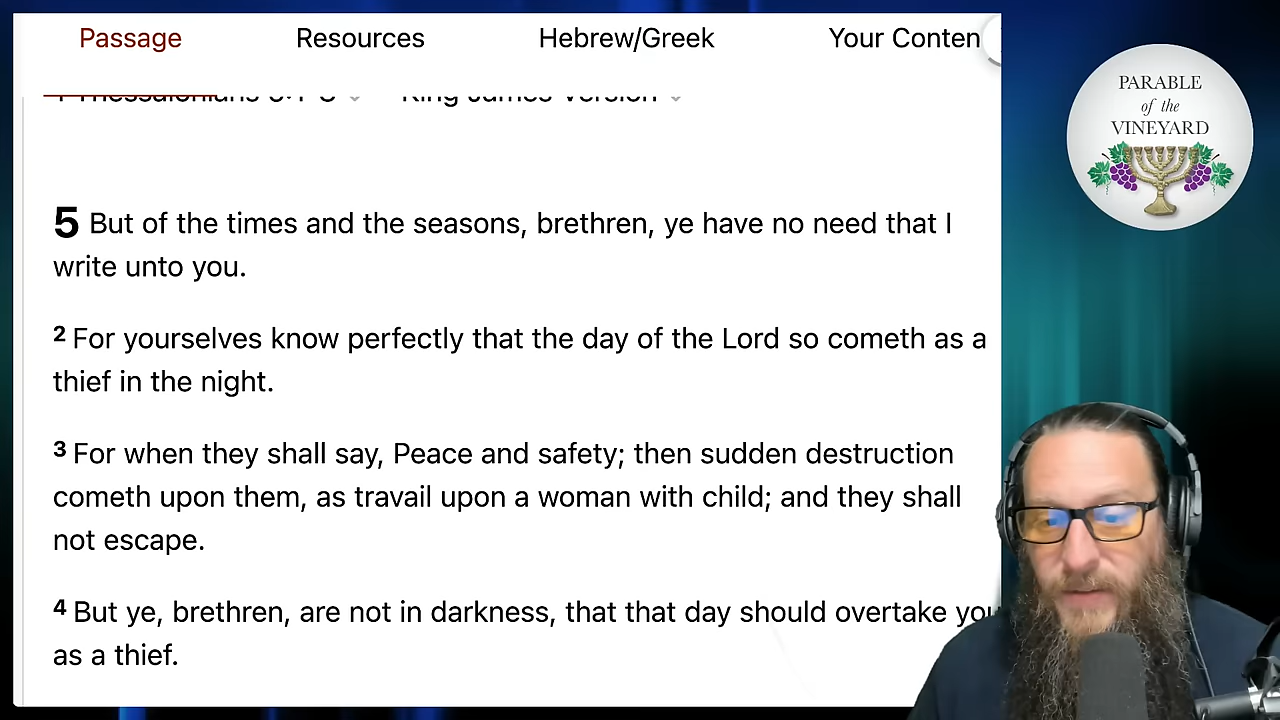 Passage Resources Hebrew/Greek Your Conten
King James Version
5 But of the times and the seasons, brethren, ye have no need that I
write unto you.
2 For yourselves know perfectly that the day of the Lord so cometh as a
thief in the night.
3 For when they shall say, Peace and safety; then sudden destruction
cometh upon them, as travail upon a woman with child; and they shall
not escape.
4 But ye, brethren, are not in darkness, that that day should overtake you
as a thief.
PARABLE
of the
VINEYARD